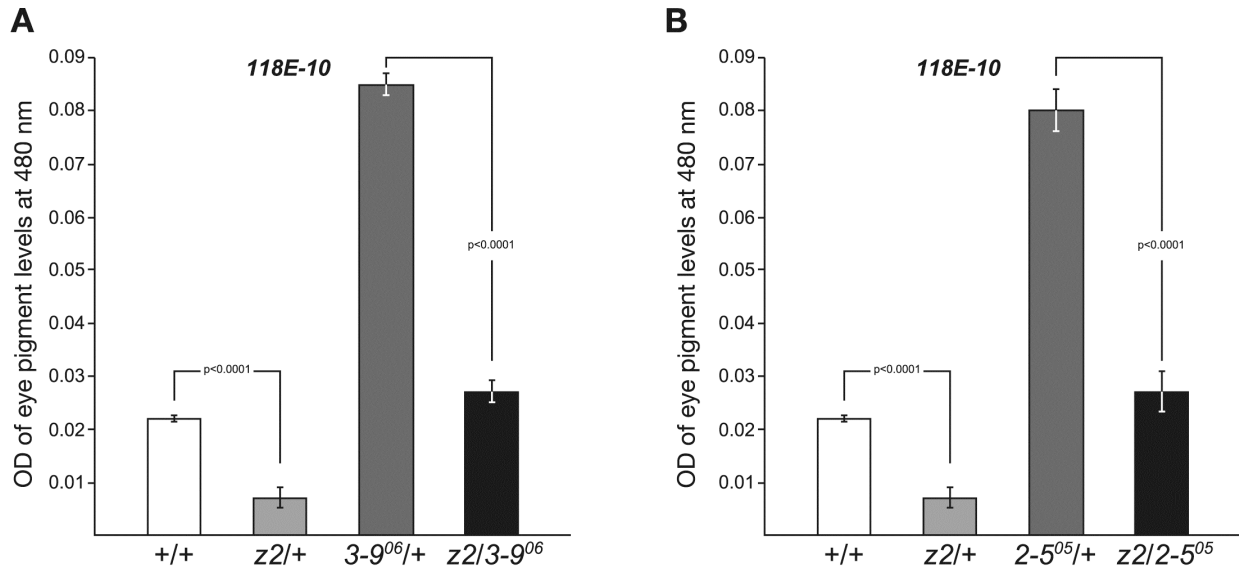 A
OD of eye pigment levels at 480 nm
0.09
0.08
0.07
0.06
0.05
0.04
0.03
0.02
0.01
118E-10
p<0.0001
p<0.0001
+/+
z2/+
3-9⁰⁶/+
z2/3-9⁰⁶
B
OD of eye pigment levels at 480 nm
0.09
0.08
0.07
0.06
0.05
0.04
0.03
0.02
0.01
118E-10
p<0.0001
p<0.0001
+/+
z2/+
2-5⁰⁵/+
z2/2-5⁰⁵